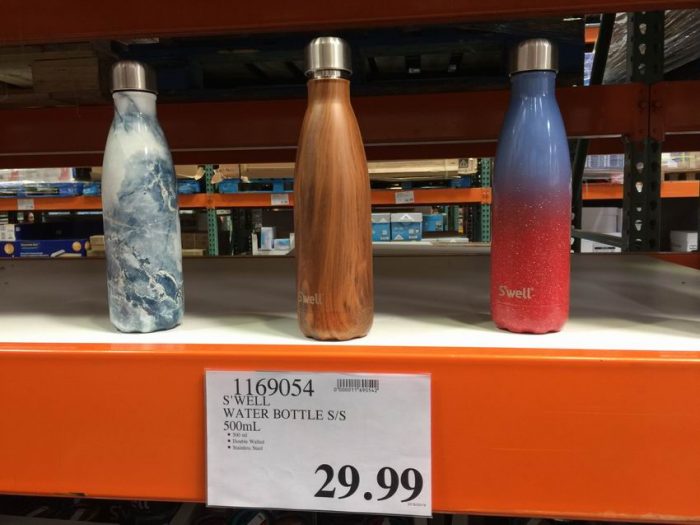 S'well
S'well
1169054
S'WELL
WATER BOTTLE S/S
500mL
• 500 ml
• Double Walled
• Stainless Steel
29.99